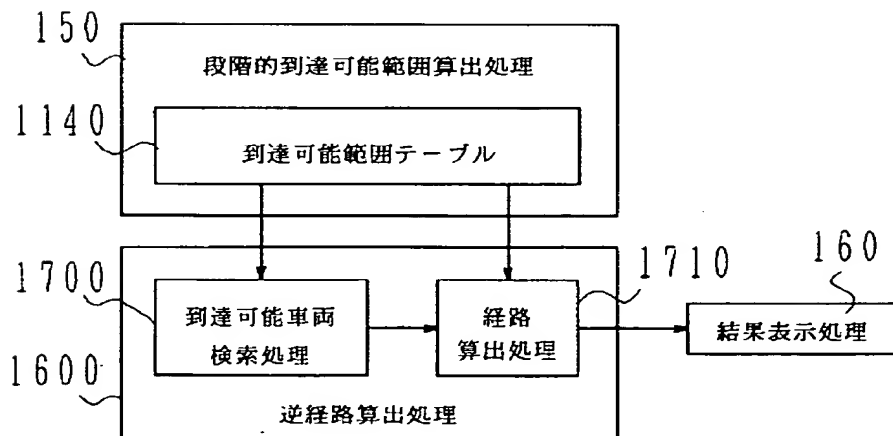 150
段階的到達可能範囲算出処理
1140
到達可能範囲テーブル
1700
到達可能車両
検索処理
経路
算出処理
1710
160
結果表示処理
1600
逆経路算出処理